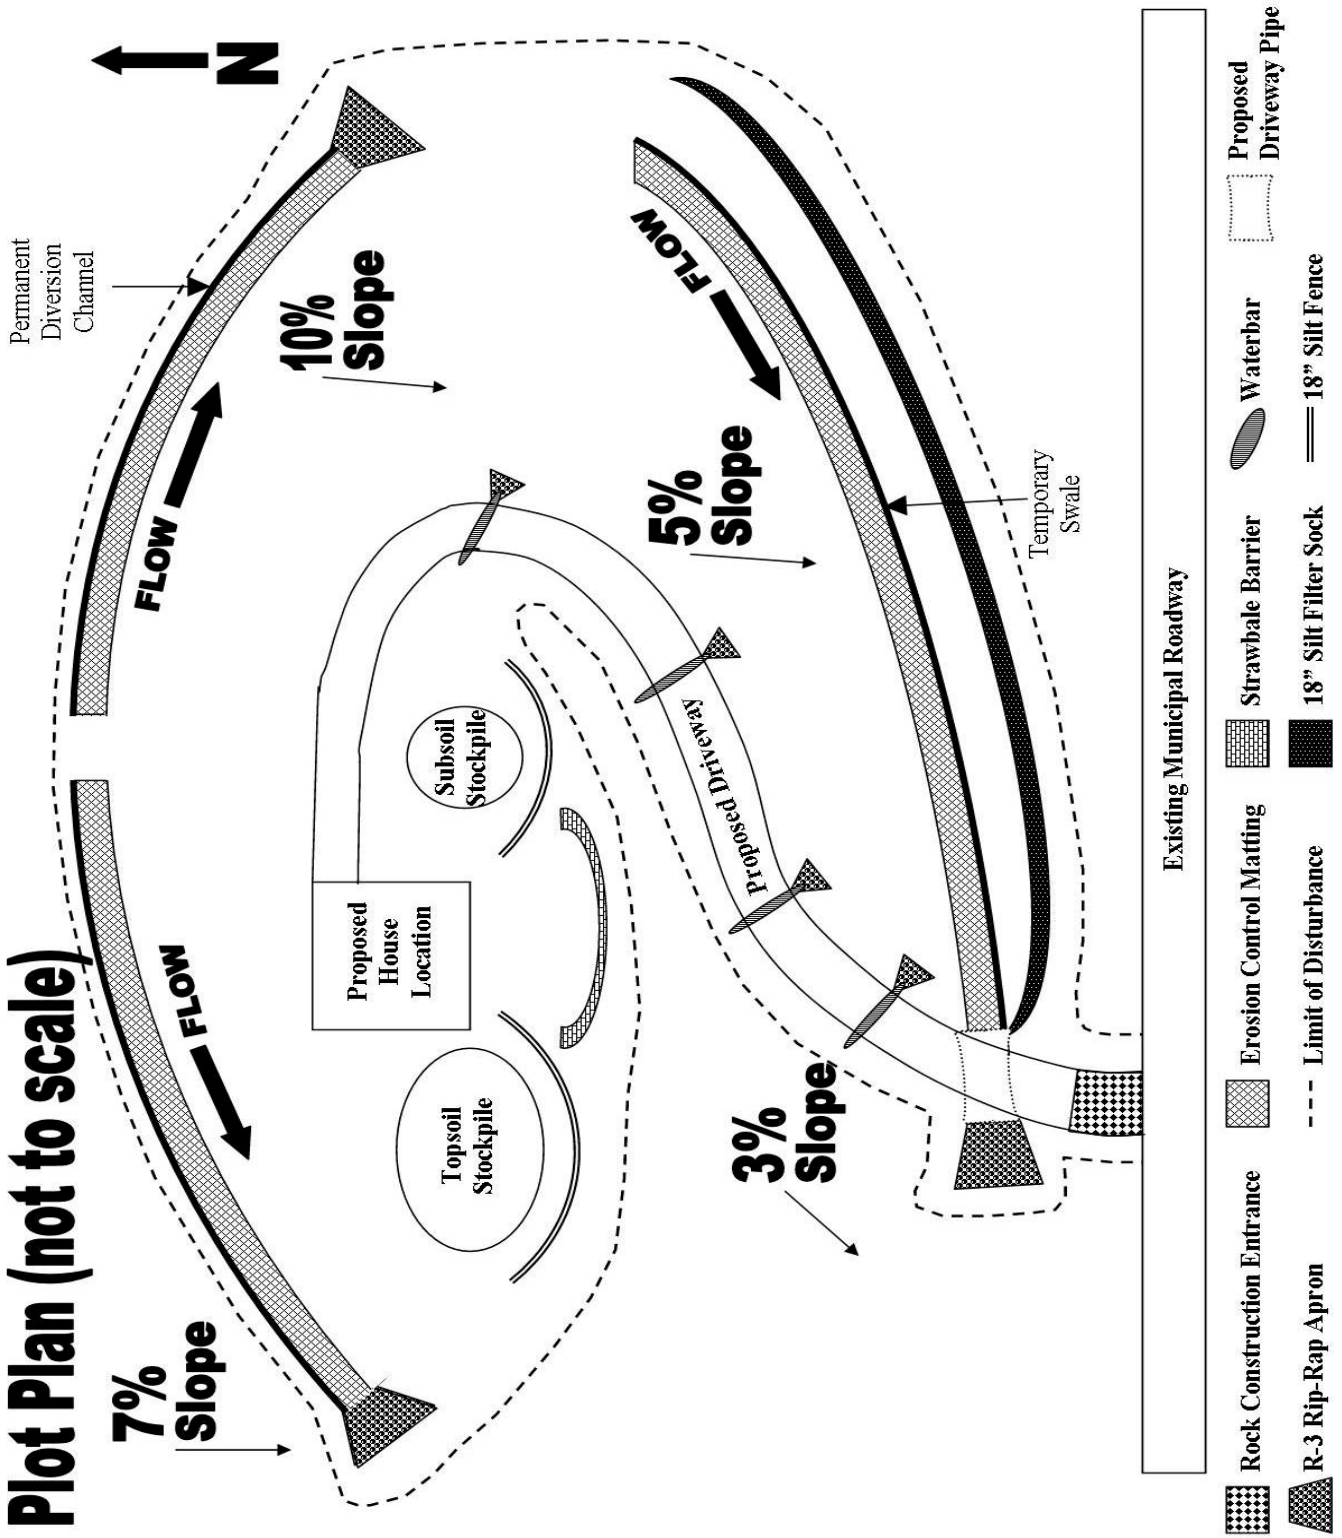 Plot Plan (not to scale)
N
Permanent
Diversion
Channel
7%
Slope
FLOW
FLOW
10%
Slope
Proposed
House
Location
Topsoil
Stockpile
Subsoil
Stockpile
FLOW
5%
Slope
Proposed Driveway
3%
Slope
Temporary
Swale
Existing Municipal Roadway
Rock Construction Entrance
Erosion Control Matting
Strawbale Barrier
Waterbar
Proposed
Driveway Pipe
R-3 Rip-Rap Apron
Limit of Disturbance
18” Silt Filter Sock
18” Silt Fence